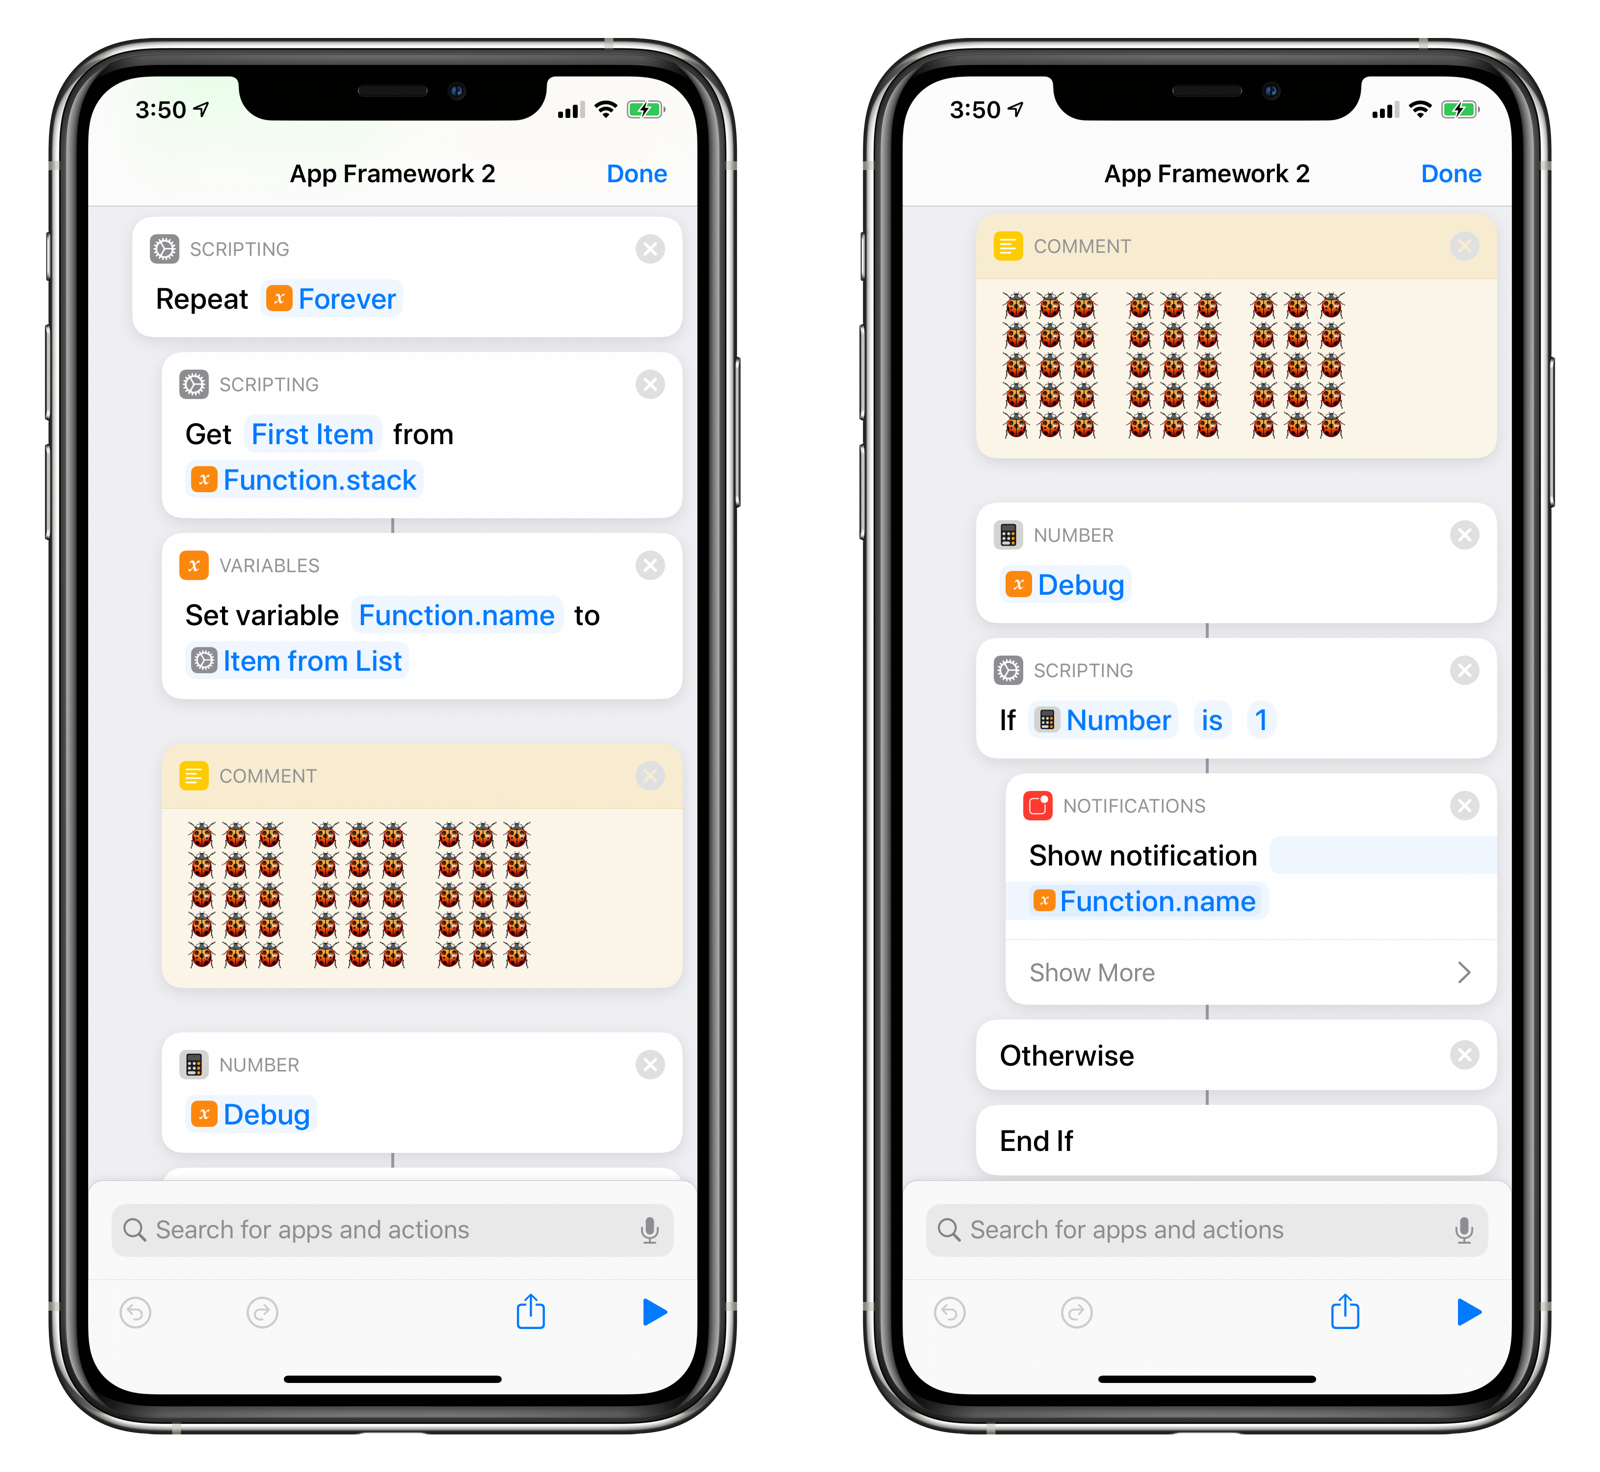 3:50
App Framework 2
Done
SCRIPTING
Repeat Forever
SCRIPTING
Get First Item from
Function.stack
VARIABLES
Set variable Function.name to
Item from List
COMMENT
🐞🐞🐞 🐞🐞🐞 🐞🐞🐞
🐞🐞🐞 🐞🐞🐞 🐞🐞🐞
🐞🐞🐞 🐞🐞🐞 🐞🐞🐞
🐞🐞🐞 🐞🐞🐞 🐞🐞🐞
🐞🐞🐞 🐞🐞🐞 🐞🐞🐞
NUMBER
Debug
Search for apps and actions
3:50
App Framework 2
Done
COMMENT
🐞🐞🐞 🐞🐞🐞 🐞🐞🐞
🐞🐞🐞 🐞🐞🐞 🐞🐞🐞
🐞🐞🐞 🐞🐞🐞 🐞🐞🐞
🐞🐞🐞 🐞🐞🐞 🐞🐞🐞
🐞🐞🐞 🐞🐞🐞 🐞🐞🐞
NUMBER
Debug
SCRIPTING
If Number is 1
NOTIFICATIONS
Show notification
Function.name
Show More
Otherwise
End If
Search for apps and actions